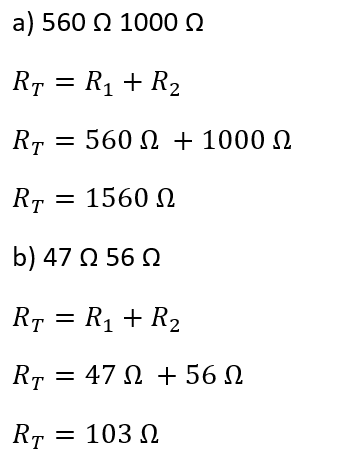 a) 560 Ω 1000 Ω
R_T = R_1 + R_2
R_T = 560 Ω + 1000 Ω
R_T = 1560 Ω
b) 47 Ω 56 Ω
R_T = R_1 + R_2
R_T = 47 Ω + 56 Ω
R_T = 103 Ω